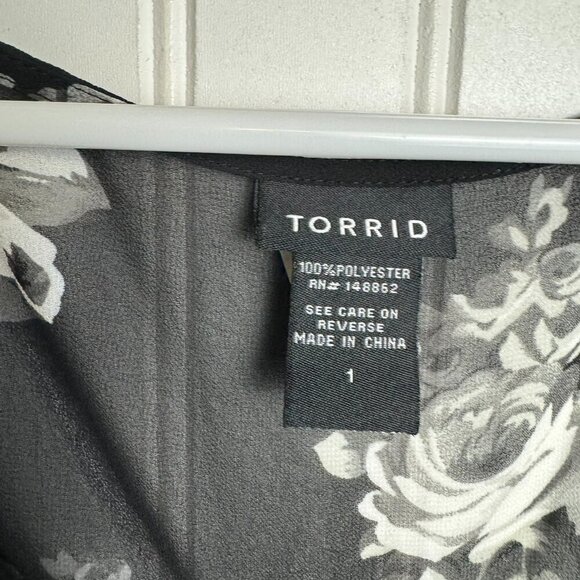 TORRID
100%POLYESTER
RN# 148862
SEE CARE ON
REVERSE
MADE IN CHINA
1